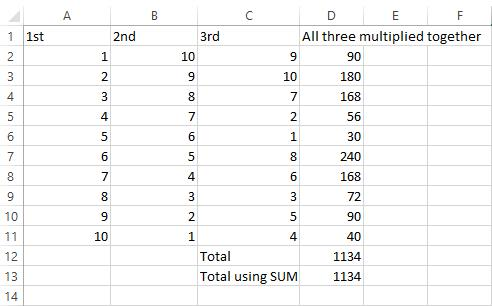 A B C D E F
1 1st 2nd 3rd All three multiplied together
2 1 10 9 90
3 2 9 10 180
4 3 8 7 168
5 4 7 2 56
6 5 6 1 30
7 6 5 8 240
8 7 4 6 168
9 8 3 3 72
10 9 2 5 90
11 10 1 4 40
12 Total 1134
13 Total using SUM 1134
14